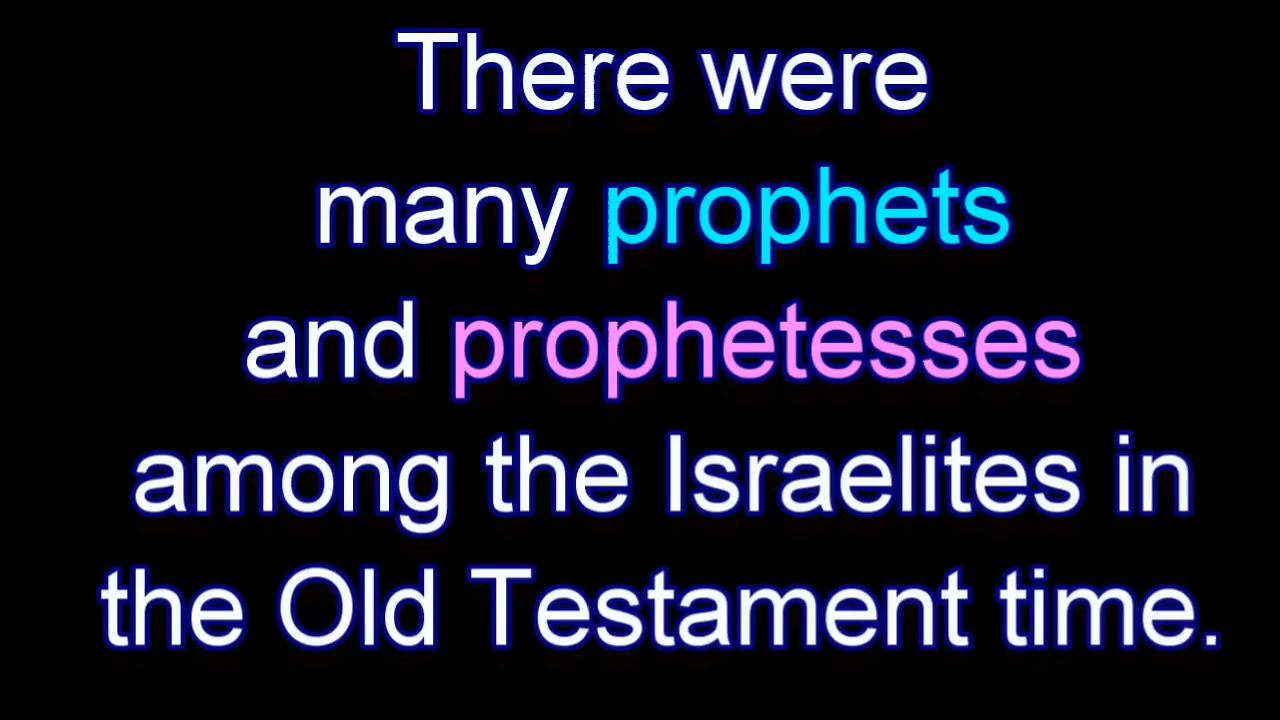 There were
many prophets
and prophetesses
among the Israelites in
the Old Testament time.